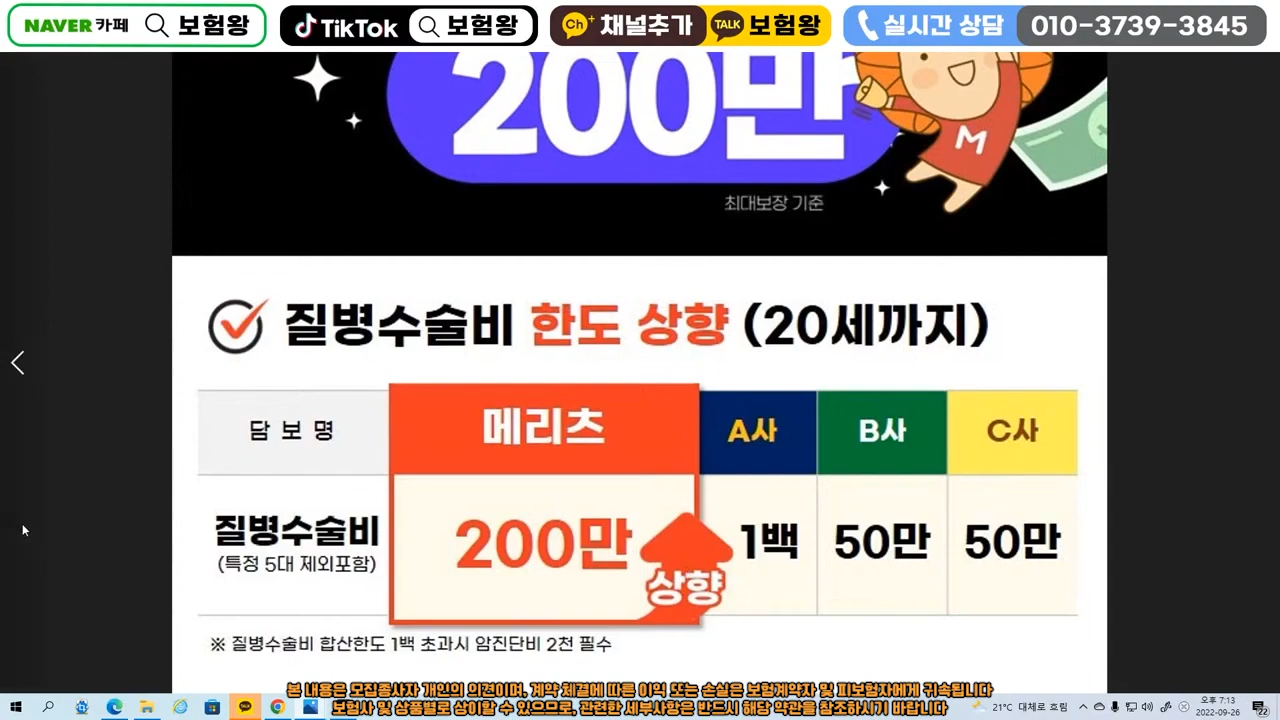 NAVER 카페 보험왕
TikTok 보험왕
Ch+ 채널추가 TALK 보험왕
실시간 상담 010-3739-3845
200만
M
최대보장 기준
질병수술비 한도 상향 (20세까지)
담 보 명 메리츠 A사 B사 C사
질병수술비 200만 1백 50만 50만
(특정 5대 제외포함)
상향
※ 질병수술비 합산한도 1백 초과시 암진단비 2천 필수
본 내용은 모집종사자 개인의 의견이며, 계약 체결에 따른 이익 또는 손실은 보험계약자 및 피보험자에게 귀속됩니다
보험사 및 상품별로 상이할 수 있으므로, 관련한 세부사항은 반드시 해당 약관을 참조하시기 바랍니다
21°C 대체로 흐림
오후 7:13
2022-09-26
22